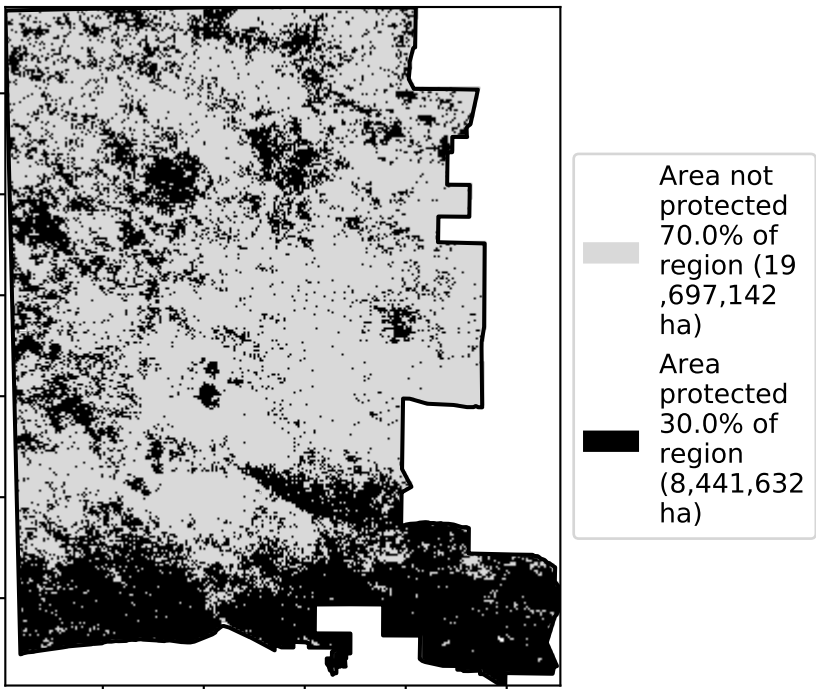 Area not
protected
70.0% of
region (19
,697,142
ha)
Area
protected
30.0% of
region
(8,441,632
ha)